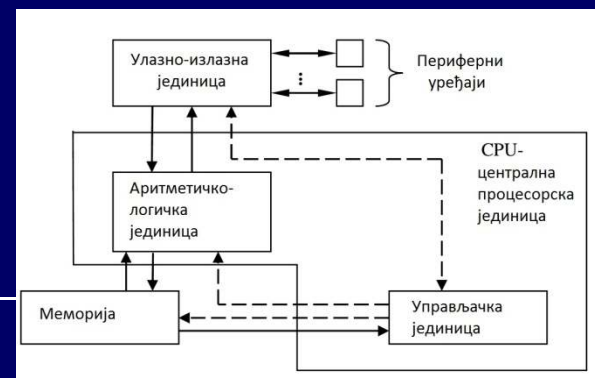 Улазно-излазна
јединица
Периферни
уређаји
CPU-
централна
процесорска
јединица
Аритметичко-
логичка
јединица
Меморија
Управљачка
јединица